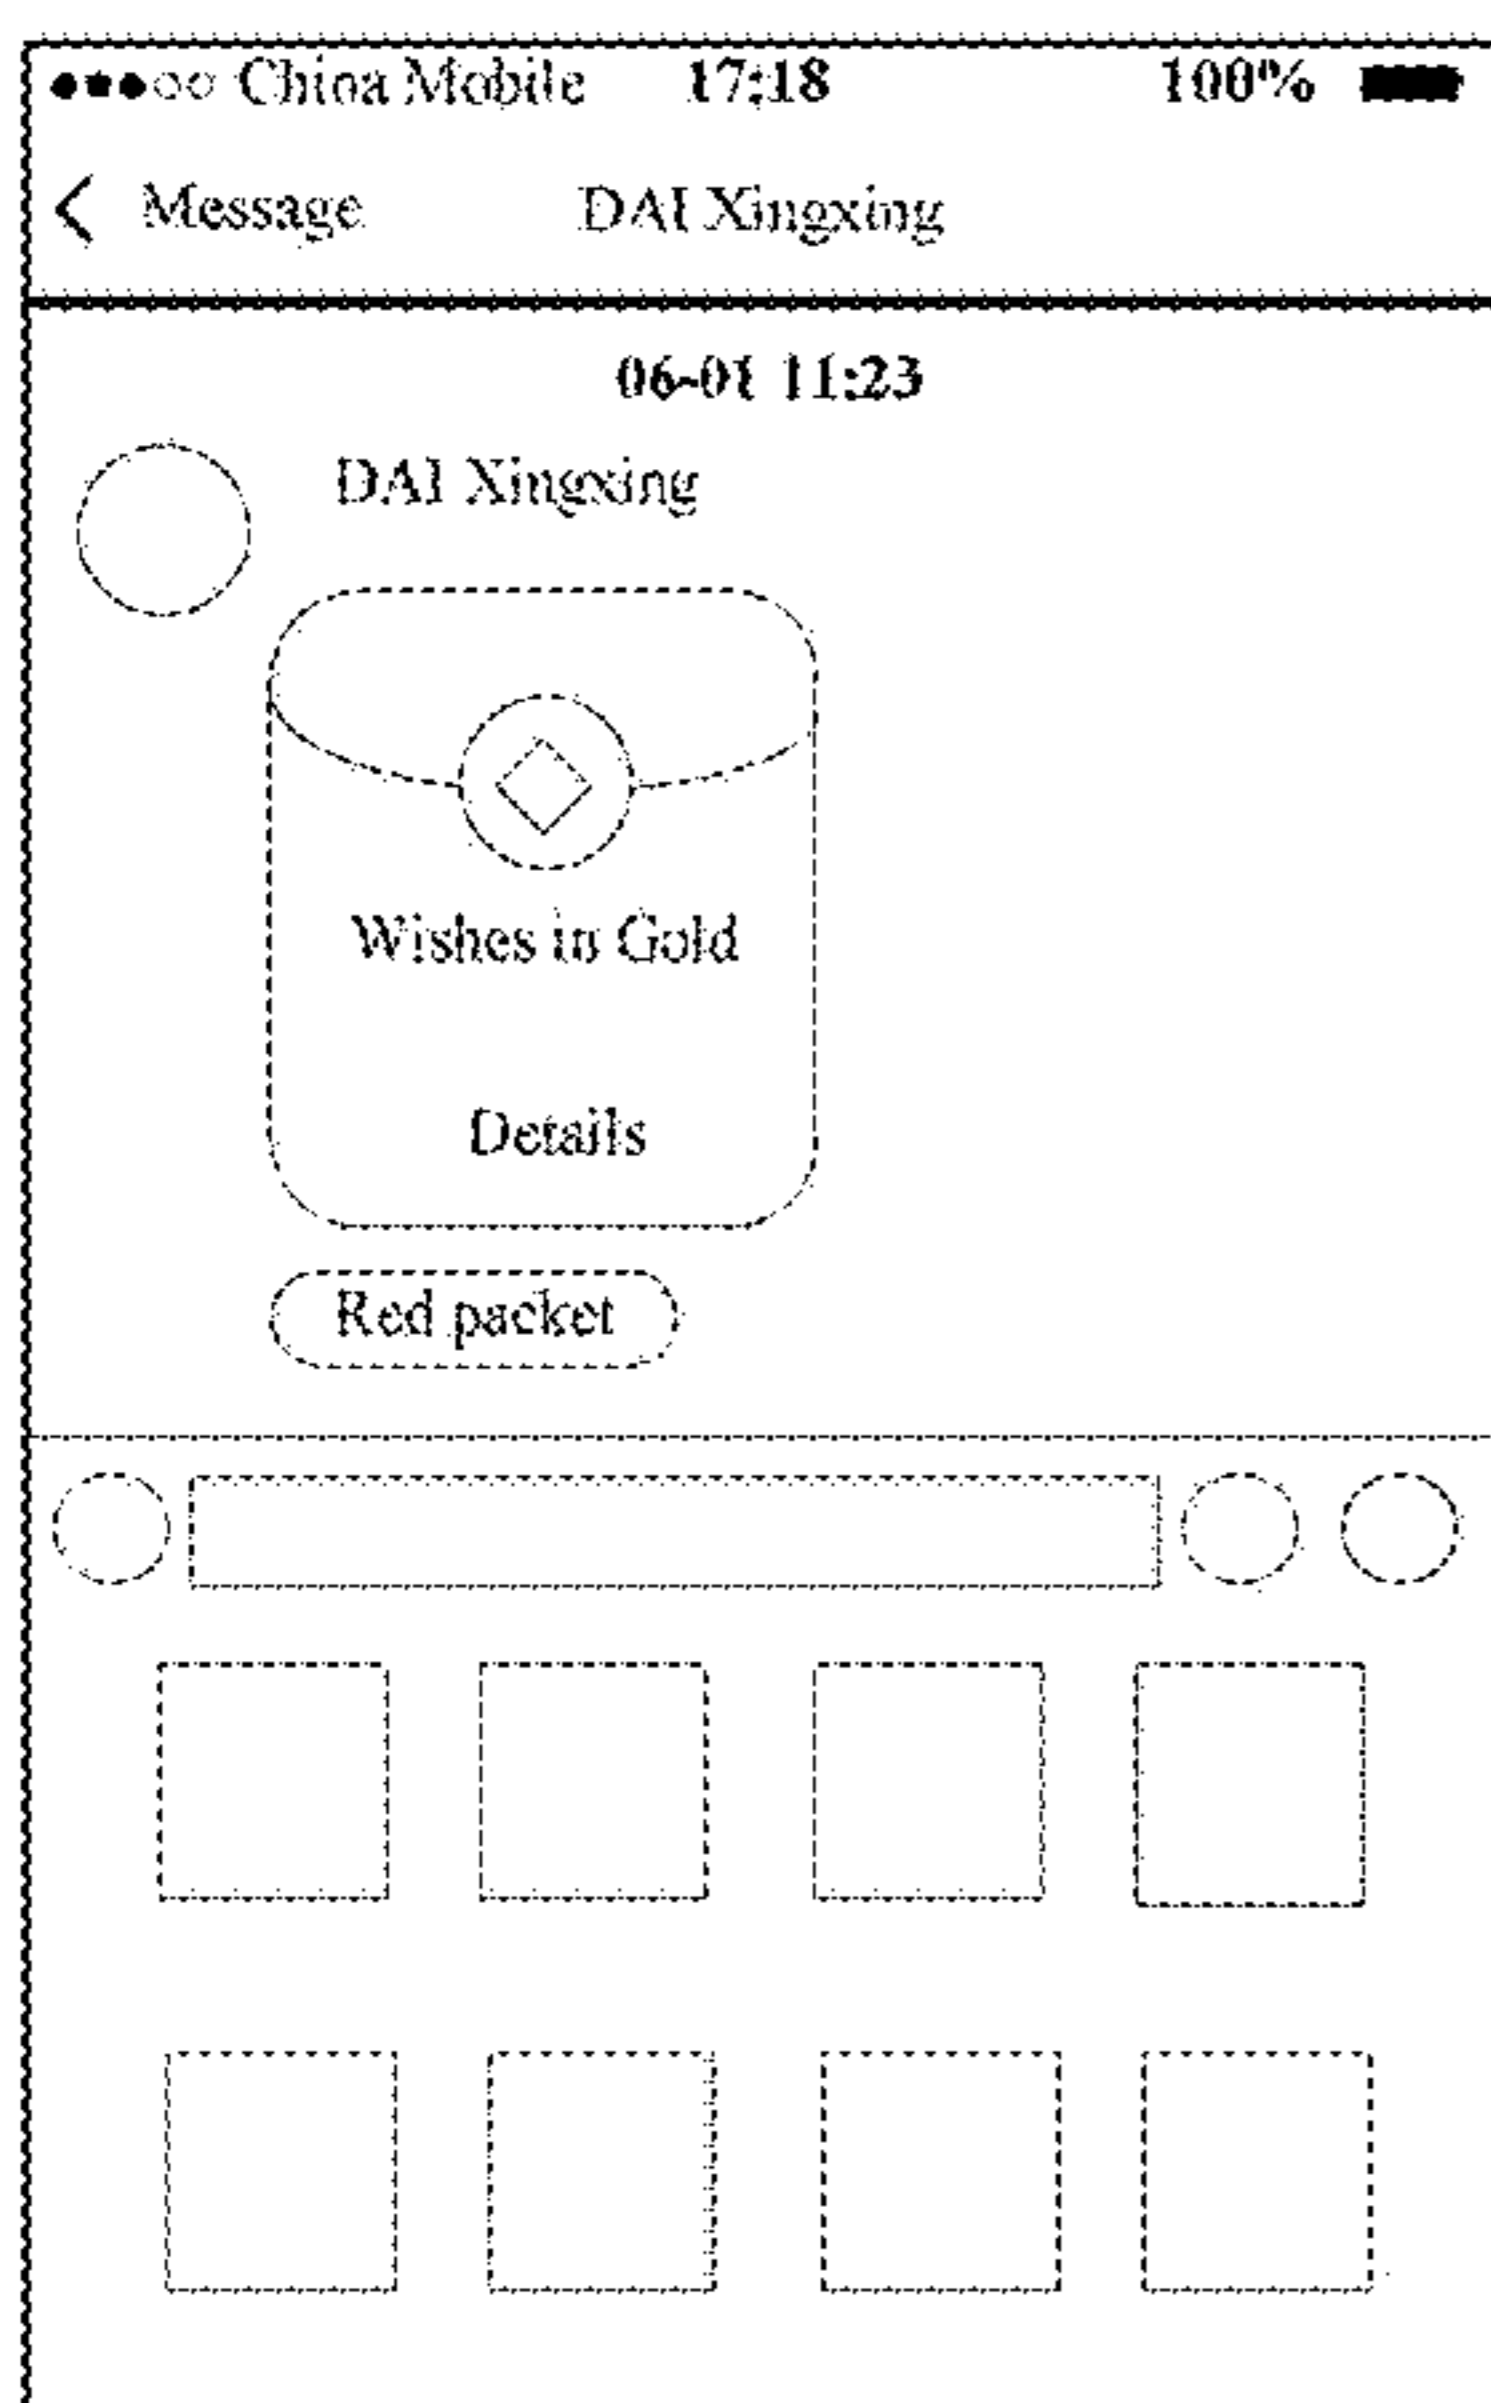 China Mobile 17:18 100%
Message DAI Xingxing
06-01 11:23
DAI Xingxing
Wishes in Gold
Details
Red packet